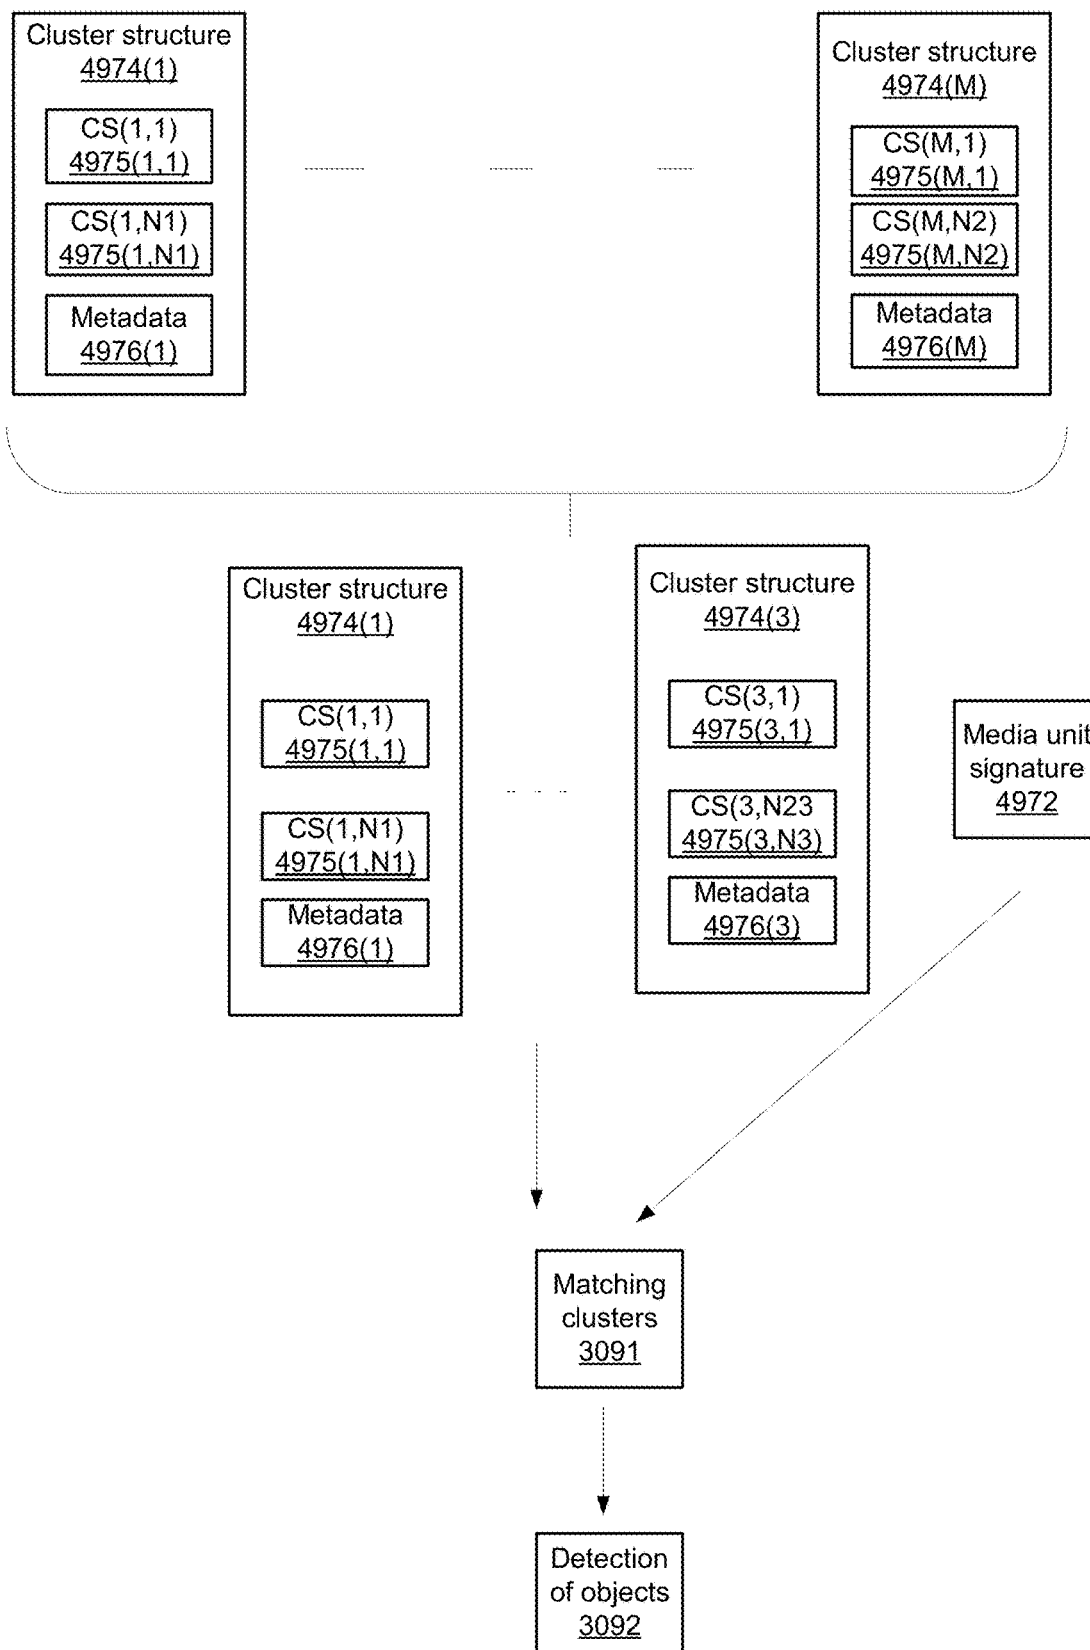 Cluster structure
4974(1)
CS(1,1)
4975(1,1)
CS(1,N1)
4975(1,N1)
Metadata
4976(1)
Cluster structure
4974(M)
CS(M,1)
4975(M,1)
CS(M,N2)
4975(M,N2)
Metadata
4976(M)
Cluster structure
4974(1)
CS(1,1)
4975(1,1)
CS(1,N1)
4975(1,N1)
Metadata
4976(1)
Cluster structure
4974(3)
CS(3,1)
4975(3,1)
CS(3,N23
4975(3,N3)
Metadata
4976(3)
Media unit
signature
4972
Matching
clusters
3091
Detection
of objects
3092